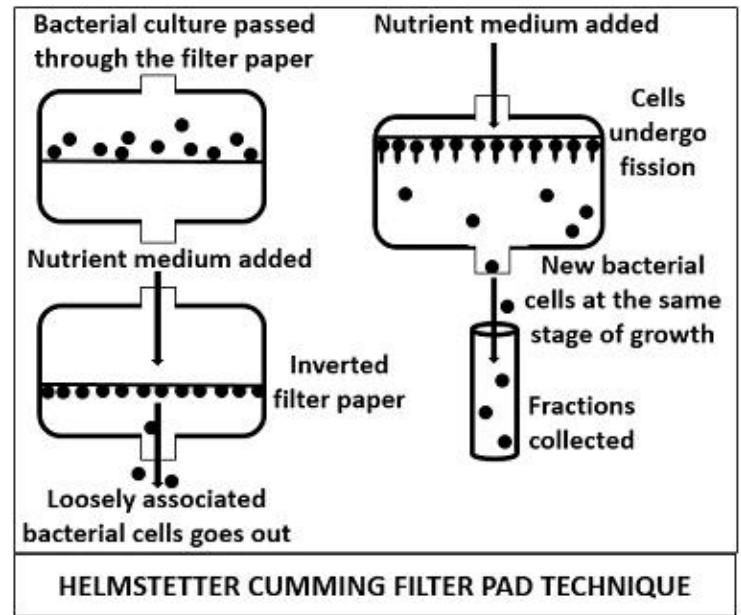 Bacterial culture passed
through the filter paper
Nutrient medium added
Inverted
filter paper
Loosely associated
bacterial cells goes out
Nutrient medium added
Cells
undergo
fission
New bacterial
cells at the same
stage of growth
Fractions
collected
HELMSTETTER CUMMING FILTER PAD TECHNIQUE